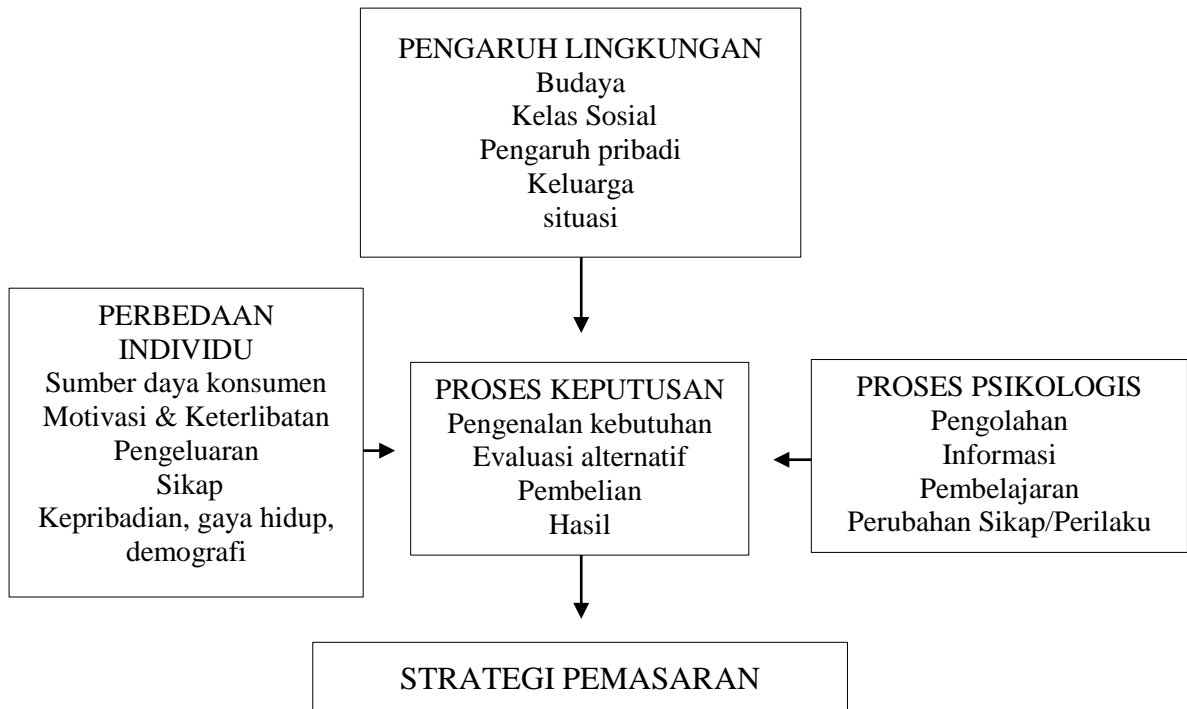 PENGARUH LINGKUNGAN
Budaya
Kelas Sosial
Pengaruh pribadi
Keluarga
situasi
PERBEDAAN
INDIVIDU
Sumber daya konsumen
Motivasi & Keterlibatan
Pengeluaran
Sikap
Kepribadian, gaya hidup,
demografi
PROSES KEPUTUSAN
Pengenalan kebutuhan
Evaluasi alternatif
Pembelian
Hasil
PROSES PSIKOLOGIS
Pengolahan
Informasi
Pembelajaran
Perubahan Sikap/Perilaku
STRATEGI PEMASARAN